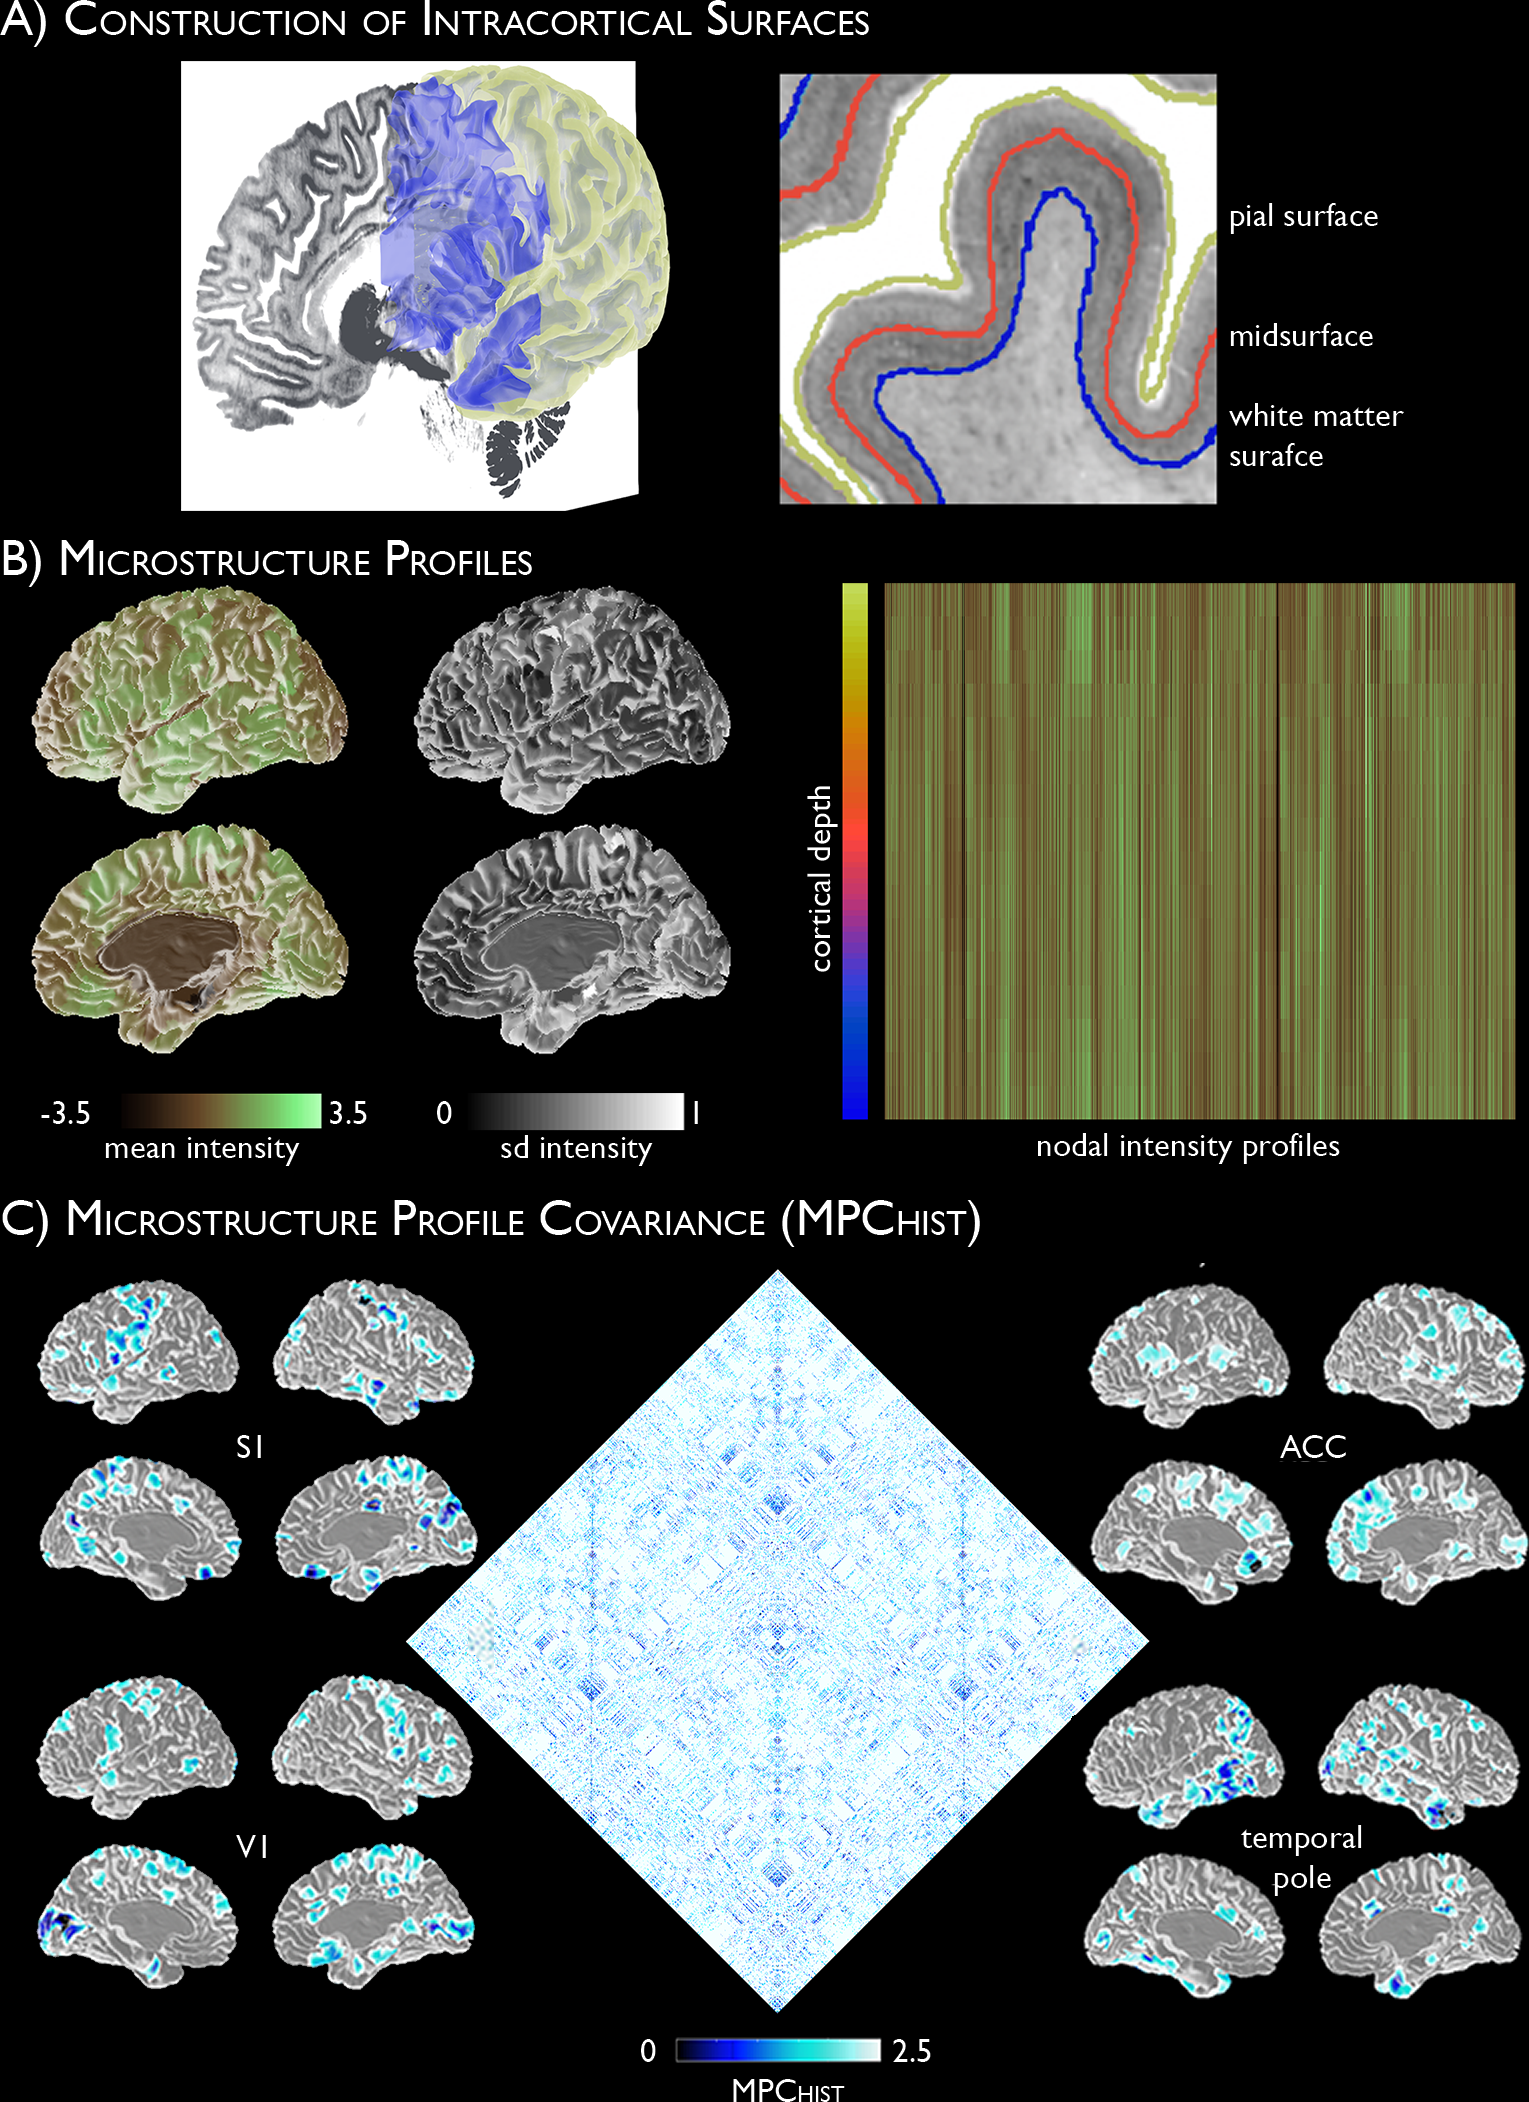 A) Construction of Intracortical Surfaces
pial surface
midsurface
white matter
surafce
B) Microstructure Profiles
cortical depth
-3.5
3.5
mean intensity
0
1
sd intensity
nodal intensity profiles
C) Microstructure Profile Covariance (MPCHIST)
S1
ACC
V1
temporal
pole
0
2.5
MPCHIST